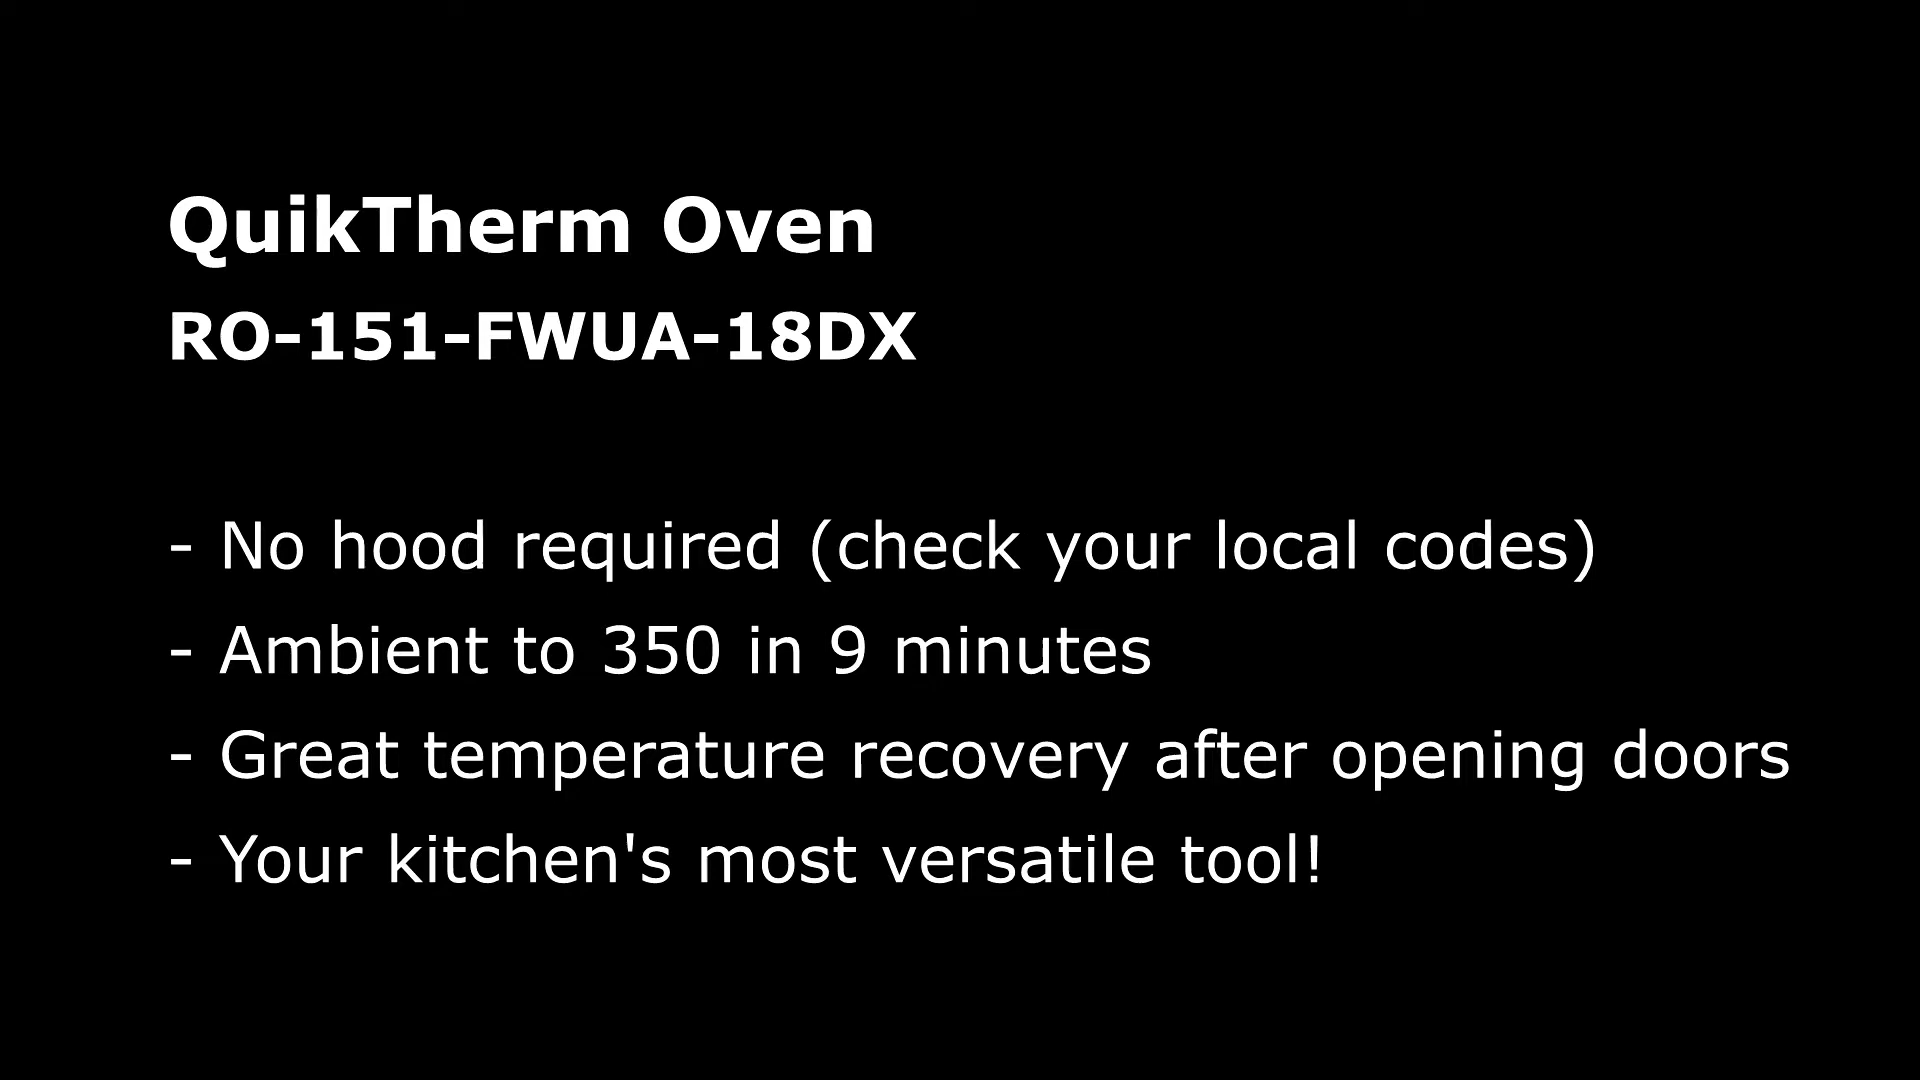 QuikTherm Oven
RO-151-FWUA-18DX
- No hood required (check your local codes)
- Ambient to 350 in 9 minutes
- Great temperature recovery after opening doors
- Your kitchen's most versatile tool!